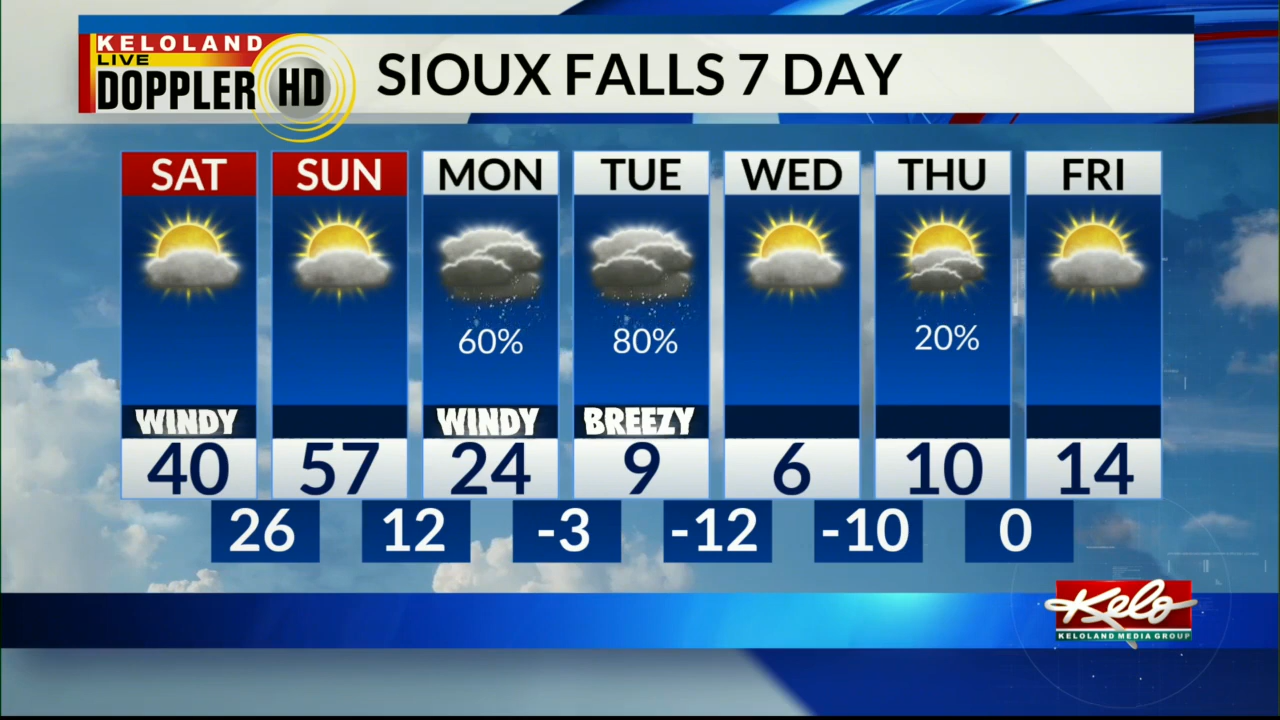 KELOLAND
LIVE
DOPPLER HD
SIOUX FALLS 7 DAY
SAT SUN MON TUE WED THU FRI
60% 80% 20%
WINDY WINDY BREEZY
40 57 24 9 6 10 14
26 12 -3 -12 -10 0
Kelo
KELOLAND MEDIA GROUP